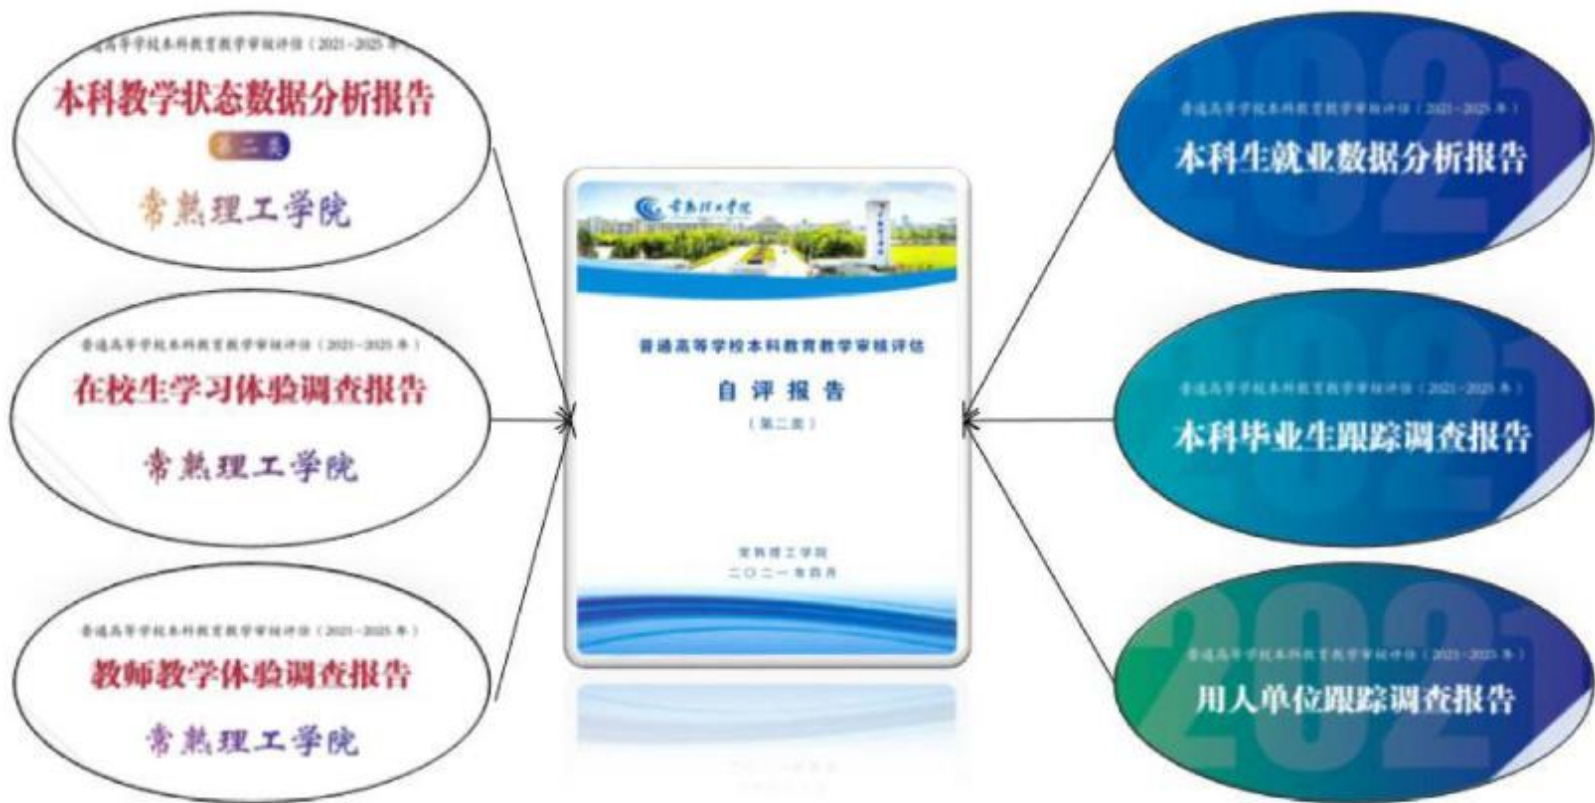 普通高等学校本科教育教学审核评估（2021-2025年）
本科教学状态数据分析报告
第二类
常熟理工学院
普通高等学校本科教育教学审核评估（2021-2025年）
在校生学习体验调查报告
常熟理工学院
普通高等学校本科教育教学审核评估（2021-2025年）
教师教学体验调查报告
常熟理工学院
常熟理工学院
普通高等学校本科教育教学审核评估
自评报告
（第二类）
常熟理工学院
二〇二一年四月
2021
普通高等学校本科教育教学审核评估（2021-2025年）
本科生就业数据分析报告
2021
普通高等学校本科教育教学审核评估（2021-2025年）
本科毕业生跟踪调查报告
2021
普通高等学校本科教育教学审核评估（2021-2025年）
用人单位跟踪调查报告